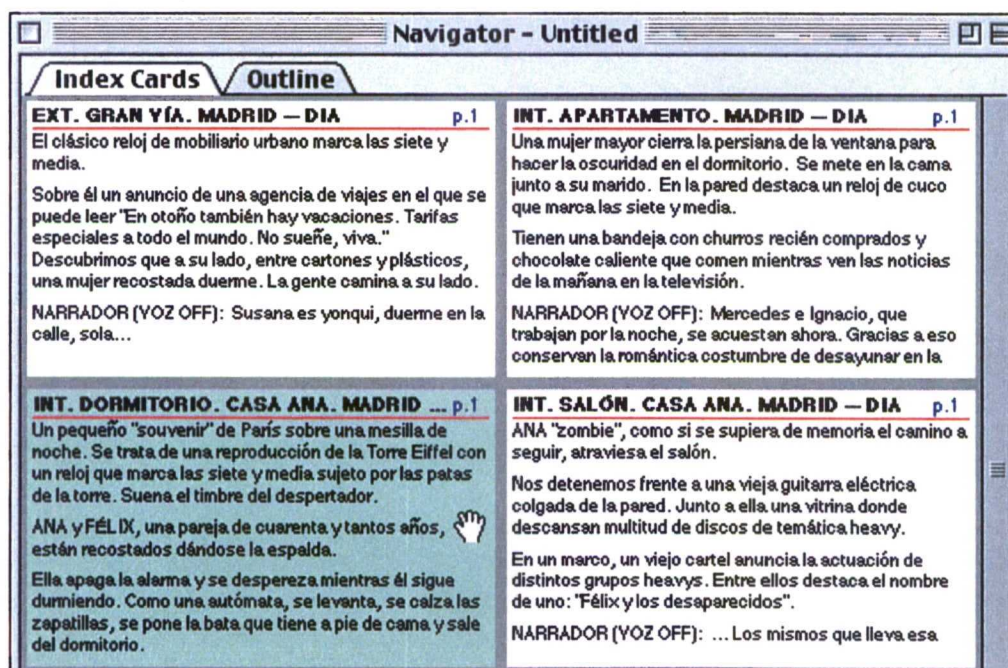 Navigator – Untitled
Index Cards
Outline
EXT. GRAN VÍA. MADRID — DIA p.1
El clásico reloj de mobiliario urbano marca las siete y
media.
Sobre él un anuncio de una agencia de viajes en el que se
puede leer "En otoño también hay vacaciones. Tarifas
especiales a todo el mundo. No sueñe, viva."
Descubrimos que a su lado, entre cartones y plásticos,
una mujer recostada duerme. La gente camina a su lado.
NARRADOR (VOZ OFF): Susana es yonqui, duerme en la
calle, sola...
INT. APARTAMENTO. MADRID — DIA p.1
Una mujer mayor cierra la persiana de la ventana para
hacer la oscuridad en el dormitorio. Se mete en la cama
junto a su marido. En la pared destaca un reloj de cuco
que marca las siete y media.
Tienen una bandeja con churros recién comprados y
chocolate caliente que comen mientras ven las noticias
de la mañana en la televisión.
NARRADOR (VOZ OFF): Mercedes e Ignacio, que
trabajan por la noche, se acuestan ahora. Gracias a eso
conservan la romántica costumbre de desayunar en la
INT. DORMITORIO. CASA ANA. MADRID ... p.1
Un pequeño "souvenir" de París sobre una mesilla de
noche. Se trata de una reproducción de la Torre Eiffel con
un reloj que marca las siete y media sujeto por las patas
de la torre. Suena el timbre del despertador.
ANA y FÉLIX, una pareja de cuarenta y tantos años,
están recostados dándose la espalda.
Ella apaga la alarma y se despereza mientras él sigue
durmiendo. Como una autómata, se levanta, se calza las
zapatillas, se pone la bata que tiene a pie de cama y sale
del dormitorio.
INT. SALÓN. CASA ANA. MADRID — DIA p.1
ANA "zombie", como si se supiera de memoria el camino a
seguir, atraviesa el salón.
Nos detenemos frente a una vieja guitarra eléctrica
colgada de la pared. Junto a ella una vitrina donde
descansan multitud de discos de temática heavy.
En un marco, un viejo cartel anuncia la actuación de
distintos grupos heavys. Entre ellos destaca el nombre
de uno: "Félix y los desaparecidos".
NARRADOR (VOZ OFF): ... Los mismos que lleva esa